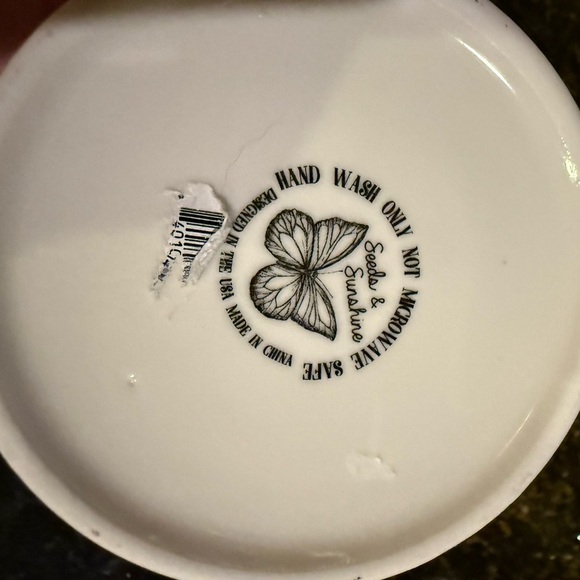 HAND WASH ONLY NOT MICROWAVE SAFE
DESIGNED IN THE USA MADE IN CHINA
Seeds &
Sunshine